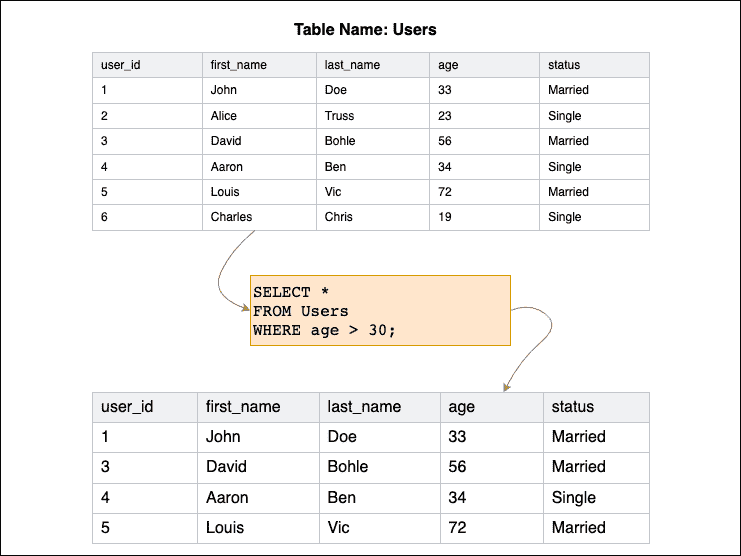 Table Name: Users
user_id first_name last_name age status
1 John Doe 33 Married
2 Alice Truss 23 Single
3 David Bohle 56 Married
4 Aaron Ben 34 Single
5 Louis Vic 72 Married
6 Charles Chris 19 Single
SELECT *
FROM Users
WHERE age > 30;
user_id first_name last_name age status
1 John Doe 33 Married
3 David Bohle 56 Married
4 Aaron Ben 34 Single
5 Louis Vic 72 Married